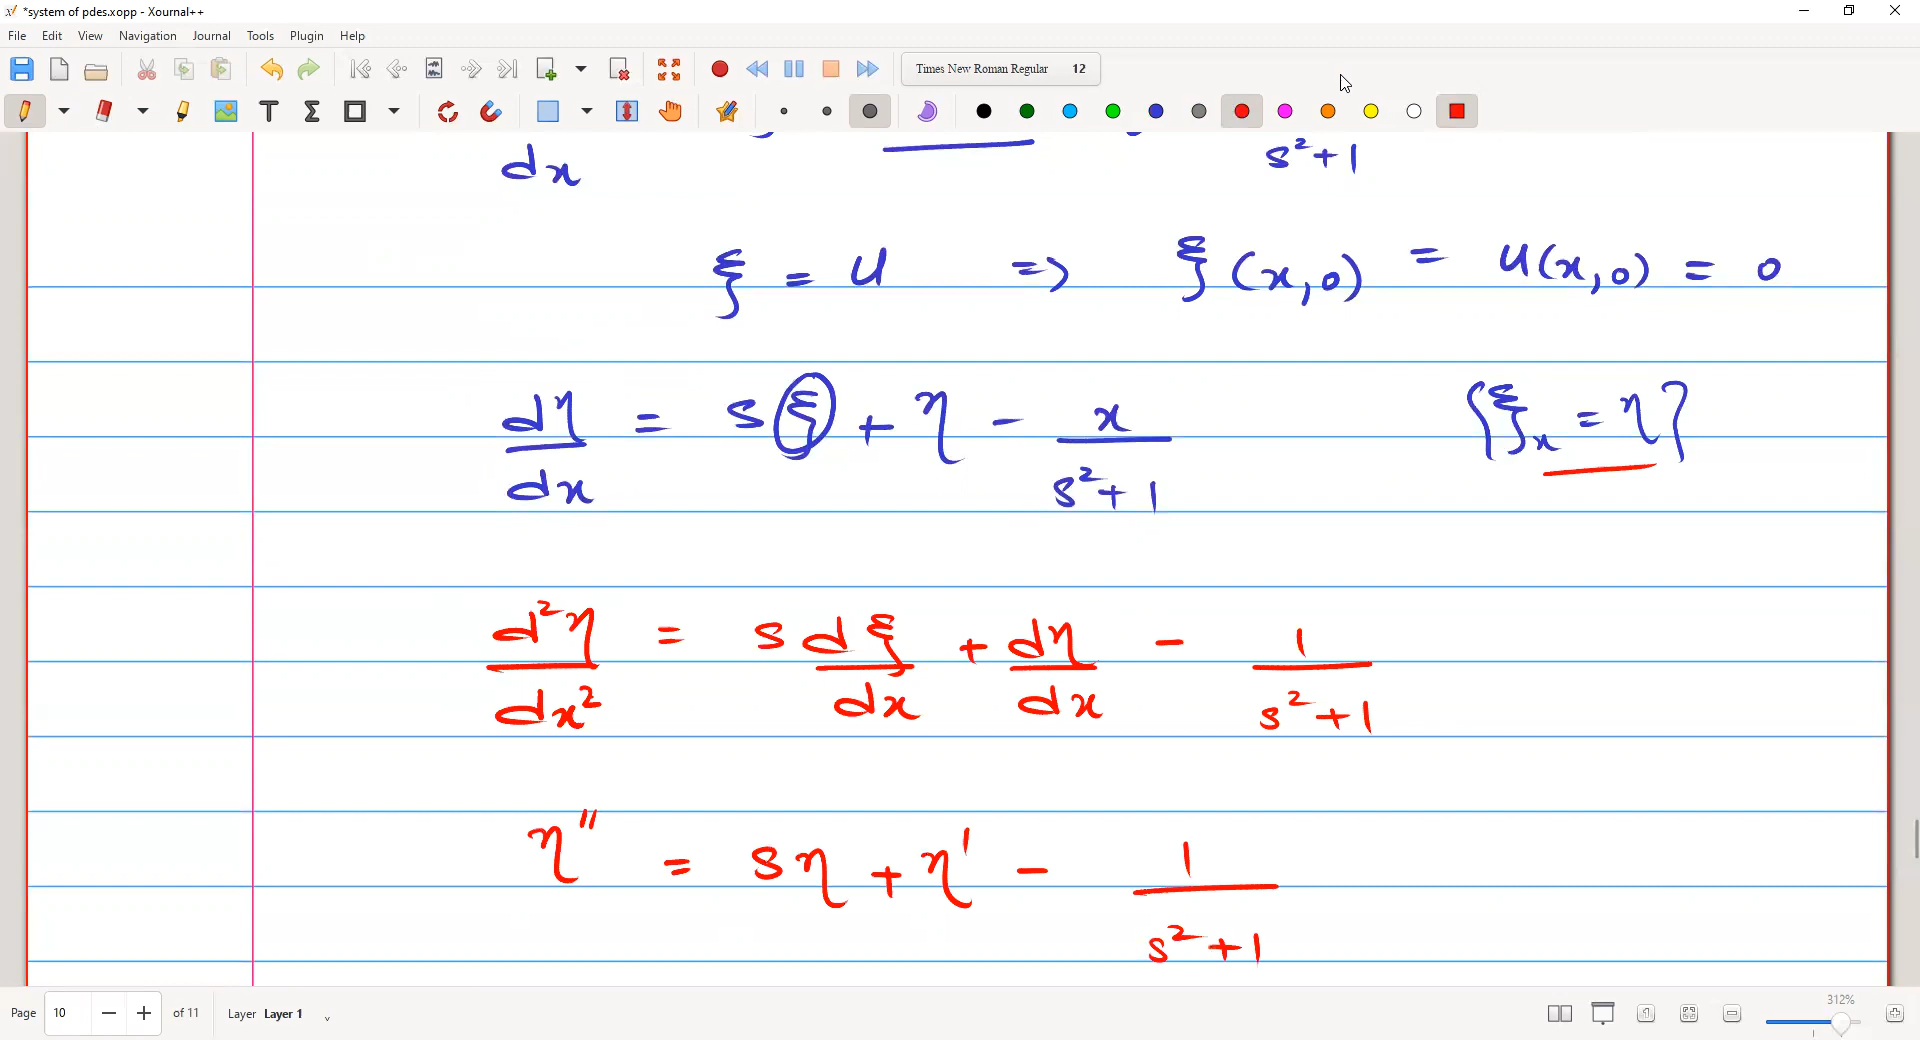 *system of pdes.xopp - Xournal++
File Edit View Navigation Journal Tools Plugin Help
Times New Roman Regular 12
dx s²+1
ξ = u => ξ(x,0) = u(x,0) = 0
dη/dx = sξ + η - x/(s²+1) {ξₓ = η}
d²η/dx² = s dξ/dx + dη/dx - 1/(s²+1)
η'' = sη + η' - 1/(s²+1)
Page 10 of 11 Layer Layer 1 312%